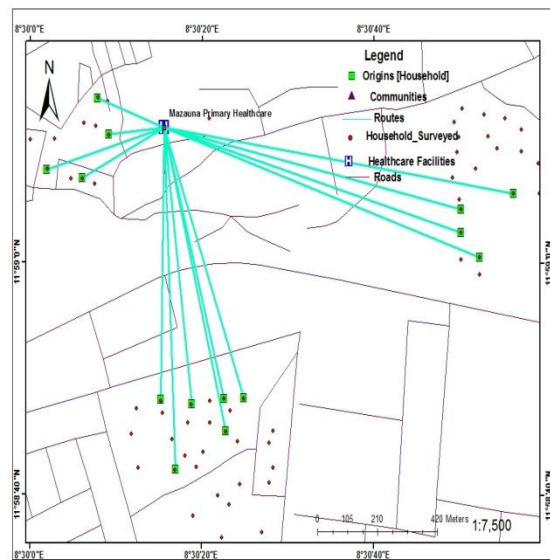 8°30'0"E 8°30'20"E 8°30'40"E
N
Legend
Origins [Household]
Communities
Routes
Household_Surveyed
H Healthcare Facilities
Roads
Mazauna Primary Healthcare
H
11°59'0"N
11°58'40"N
0 105 210 420 Meters
1:7,500
8°30'0"E 8°30'20"E 8°30'40"E